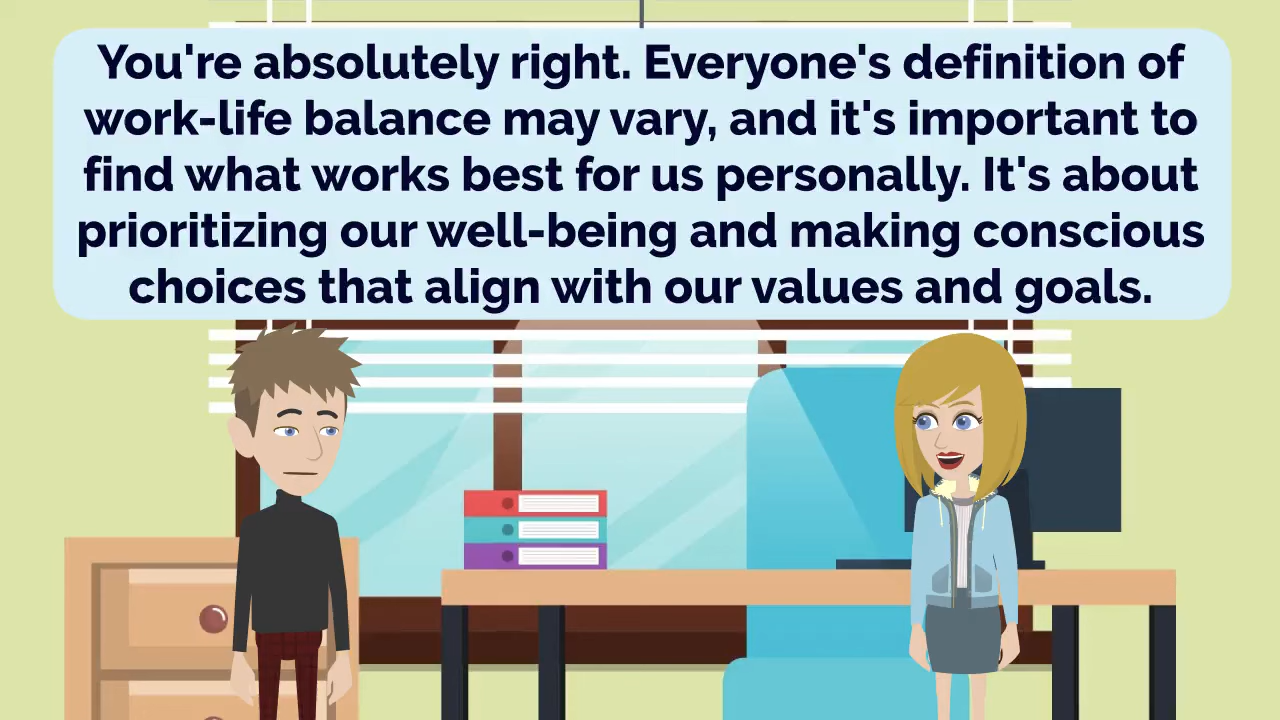 You're absolutely right. Everyone's definition of
work-life balance may vary, and it's important to
find what works best for us personally. It's about
prioritizing our well-being and making conscious
choices that align with our values and goals.